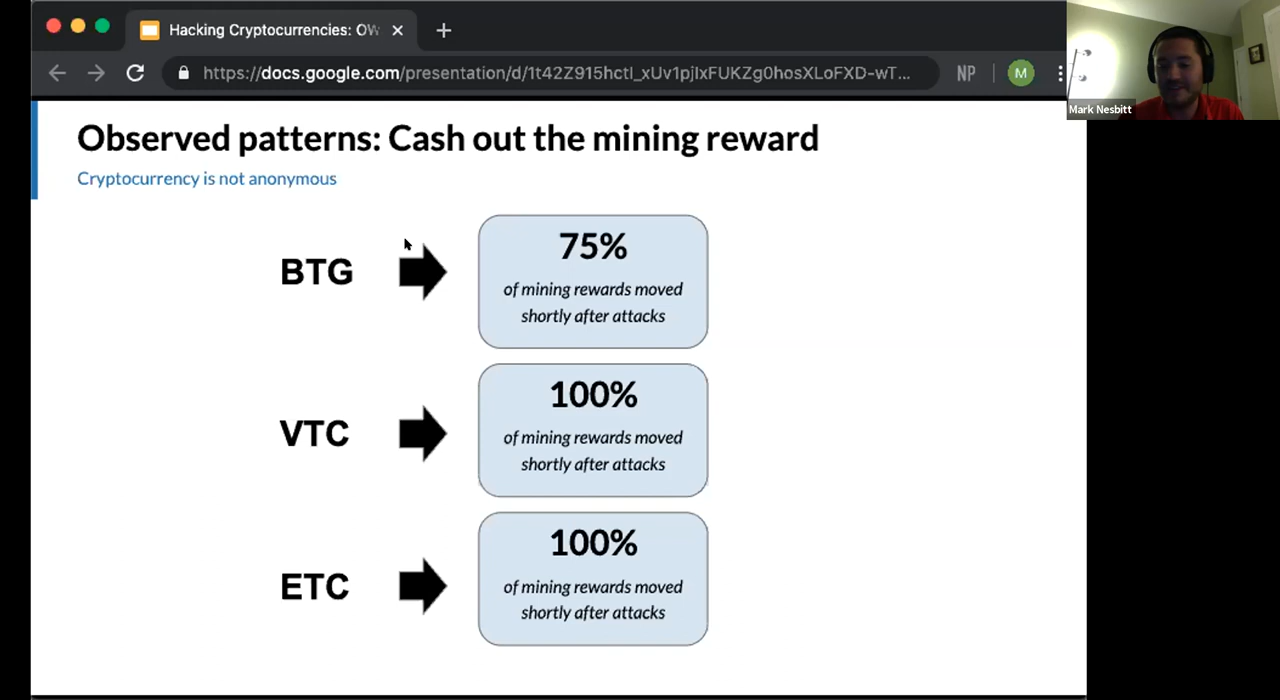 Hacking Cryptocurrencies: OW
https://docs.google.com/presentation/d/1t42Z915hctl_xUv1pjlxFUKZg0hosXLoFXD-wT...
NP
M
Mark Nesbitt
Observed patterns: Cash out the mining reward
Cryptocurrency is not anonymous
BTG
75%
of mining rewards moved
shortly after attacks
VTC
100%
of mining rewards moved
shortly after attacks
ETC
100%
of mining rewards moved
shortly after attacks